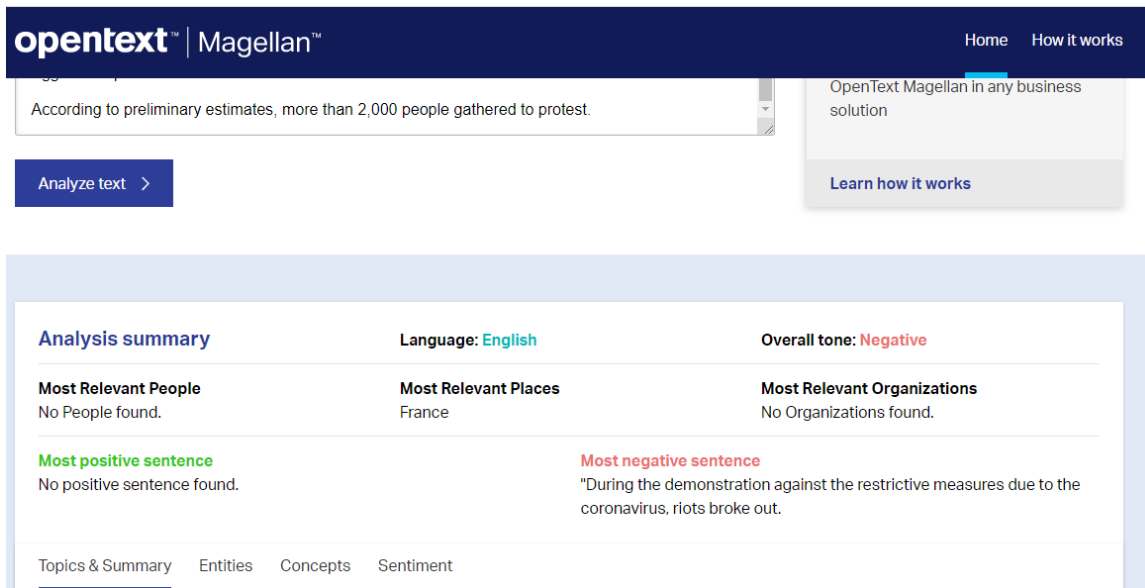 opentext™ | Magellan™
Home How it works
According to preliminary estimates, more than 2,000 people gathered to protest.
OpenText Magellan in any business
solution
Analyze text >
Learn how it works
Analysis summary
Language: English
Overall tone: Negative
Most Relevant People
No People found.
Most Relevant Places
France
Most Relevant Organizations
No Organizations found.
Most positive sentence
No positive sentence found.
Most negative sentence
"During the demonstration against the restrictive measures due to the
coronavirus, riots broke out.
Topics & Summary Entities Concepts Sentiment